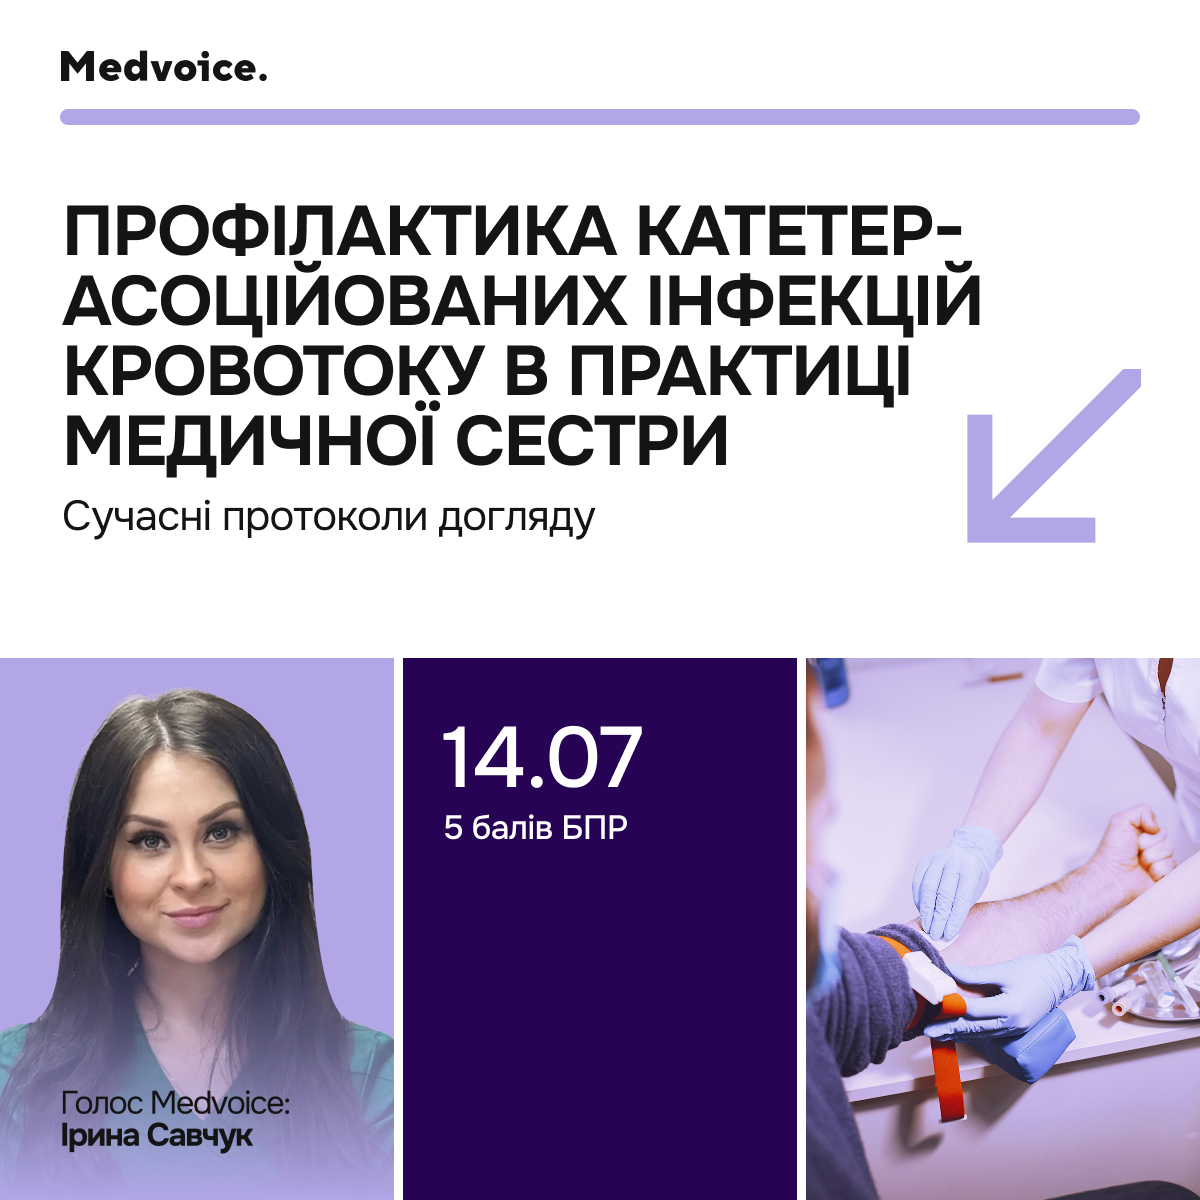 Medvoice.
ПРОФІЛАКТИКА КАТЕТЕР-
АСОЦІЙОВАНИХ ІНФЕКЦІЙ
КРОВОТОКУ В ПРАКТИЦІ
МЕДИЧНОЇ СЕСТРИ
Сучасні протоколи догляду
14.07
5 балів БПР
Голос Medvoice:
Ірина Савчук